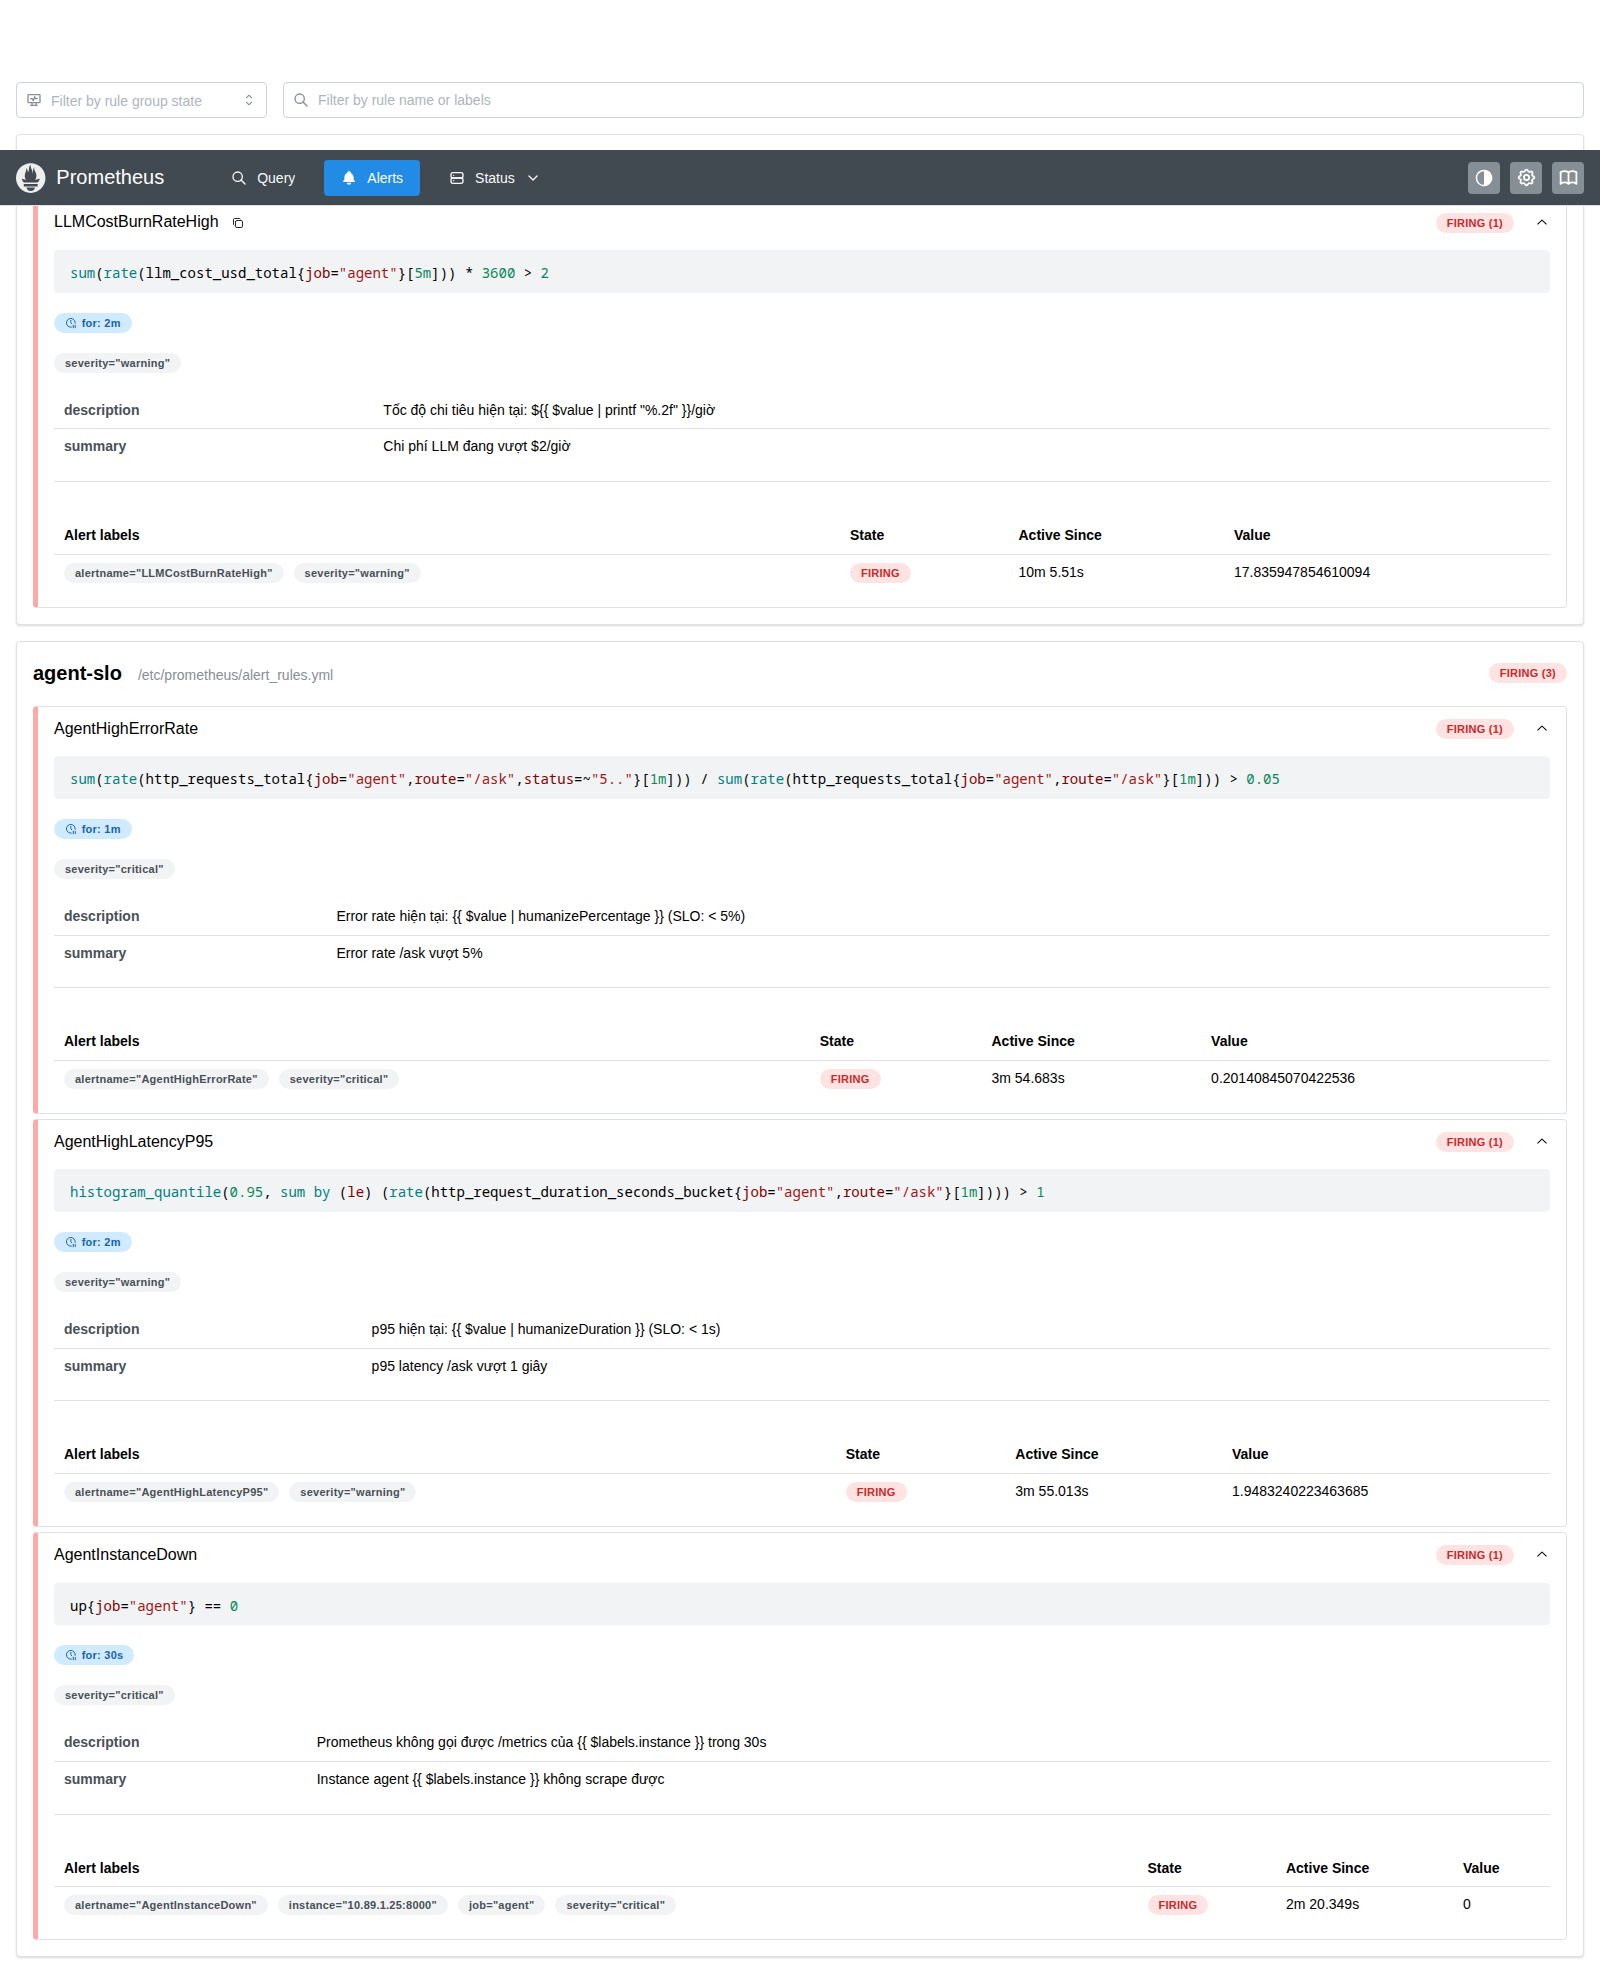 Filter by rule group state
Filter by rule name or labels
Prometheus Query Alerts Status
LLMCostBurnRateHigh FIRING (1)
sum(rate(llm_cost_usd_total{job="agent"}[5m])) * 3600 > 2
for: 2m
severity="warning"
description Tốc độ chi tiêu hiện tại: ${{ $value | printf "%.2f" }}/giờ
summary Chi phí LLM đang vượt $2/giờ
Alert labels State Active Since Value
alertname="LLMCostBurnRateHigh" severity="warning" FIRING 10m 5.51s 17.835947854610094
agent-slo /etc/prometheus/alert_rules.yml FIRING (3)
AgentHighErrorRate FIRING (1)
sum(rate(http_requests_total{job="agent",route="/ask",status=~"5.."}[1m])) / sum(rate(http_requests_total{job="agent",route="/ask"}[1m])) > 0.05
for: 1m
severity="critical"
description Error rate hiện tại: {{ $value | humanizePercentage }} (SLO: < 5%)
summary Error rate /ask vượt 5%
Alert labels State Active Since Value
alertname="AgentHighErrorRate" severity="critical" FIRING 3m 54.683s 0.20140845070422536
AgentHighLatencyP95 FIRING (1)
histogram_quantile(0.95, sum by (le) (rate(http_request_duration_seconds_bucket{job="agent",route="/ask"}[1m]))) > 1
for: 2m
severity="warning"
description p95 hiện tại: {{ $value | humanizeDuration }} (SLO: < 1s)
summary p95 latency /ask vượt 1 giây
Alert labels State Active Since Value
alertname="AgentHighLatencyP95" severity="warning" FIRING 3m 55.013s 1.9483240223463685
AgentInstanceDown FIRING (1)
up{job="agent"} == 0
for: 30s
severity="critical"
description Prometheus không gọi được /metrics của {{ $labels.instance }} trong 30s
summary Instance agent {{ $labels.instance }} không scrape được
Alert labels State Active Since Value
alertname="AgentInstanceDown" instance="10.89.1.25:8000" job="agent" severity="critical" FIRING 2m 20.349s 0